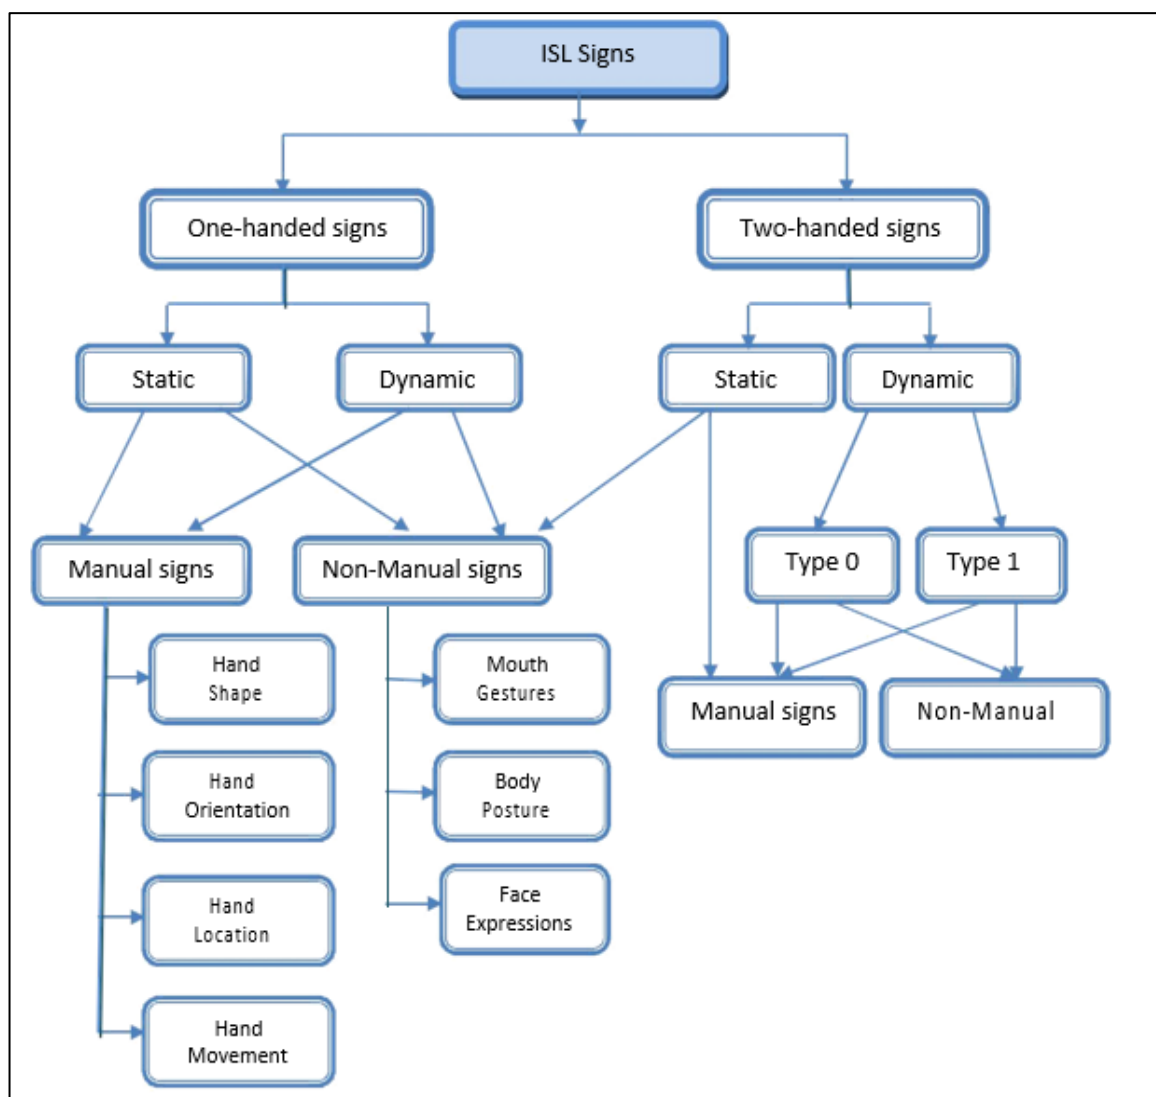 ISL Signs
One-handed signs
Two-handed signs
Static
Dynamic
Static
Dynamic
Manual signs
Non-Manual signs
Type 0
Type 1
Hand
Shape
Mouth
Gestures
Manual signs
Non-Manual
Hand
Orientation
Body
Posture
Hand
Location
Face
Expressions
Hand
Movement